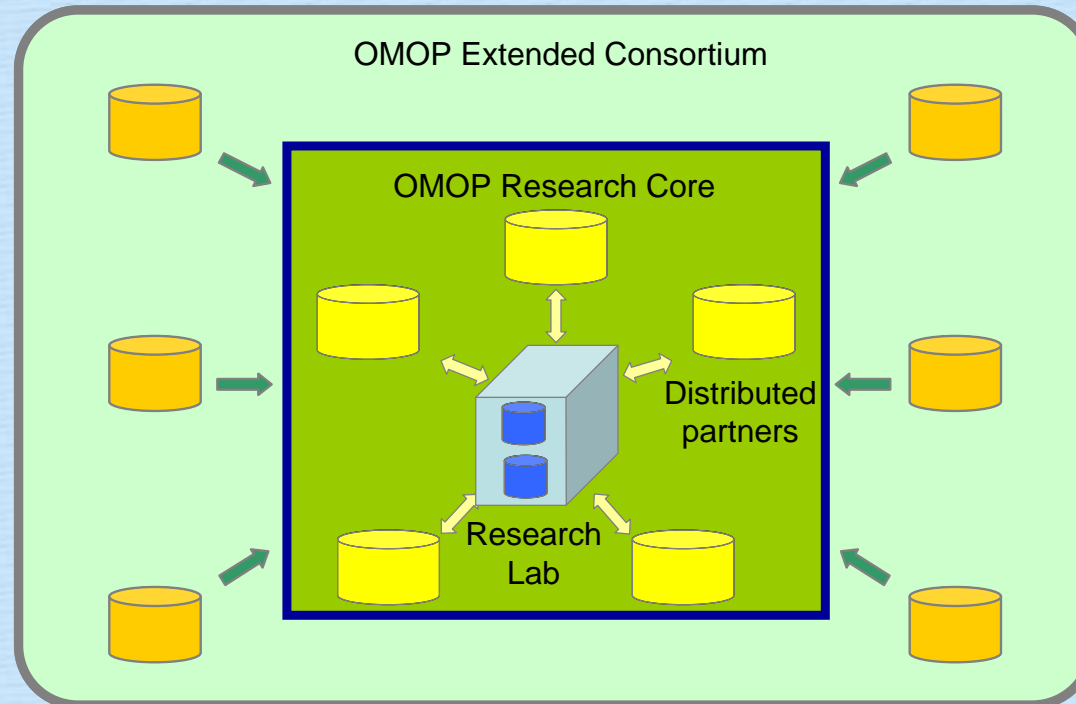 OMOP Extended Consortium
OMOP Research Core
Distributed
partners
Research
Lab